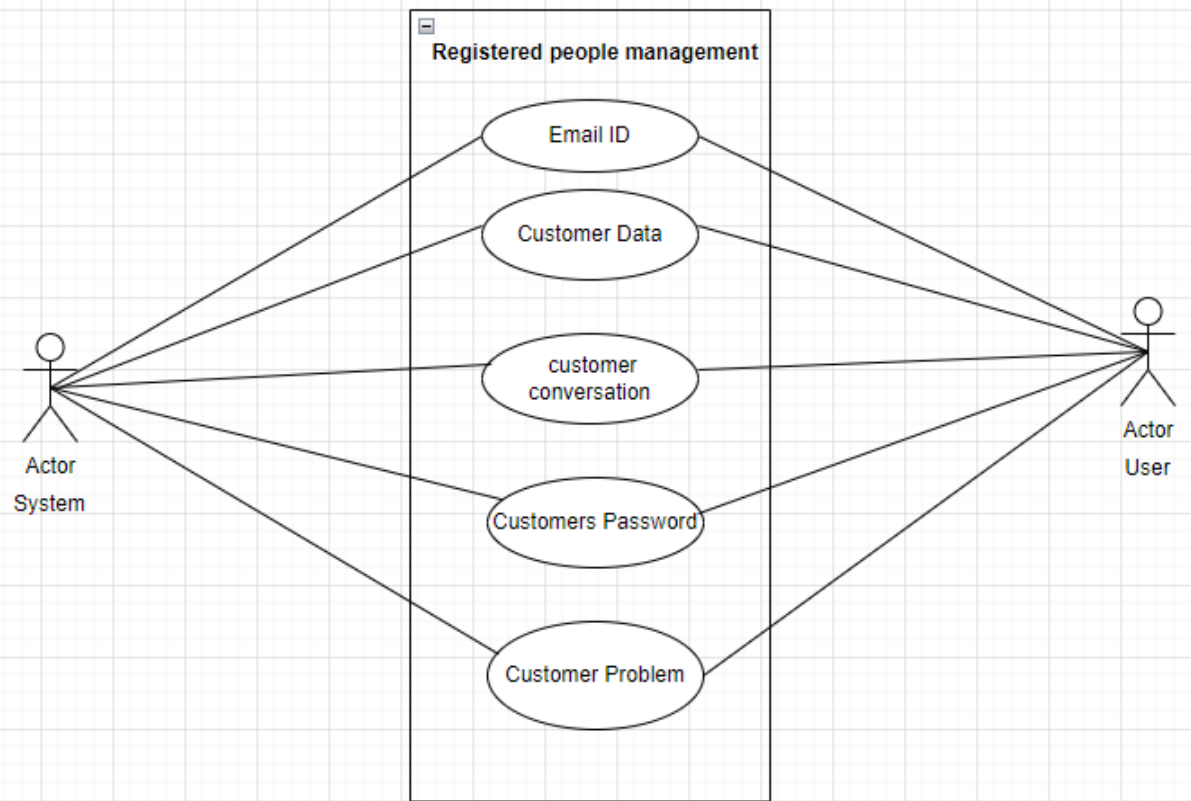 Registered people management
Email ID
Customer Data
customer
conversation
Customers Password
Customer Problem
Actor
System
Actor
User